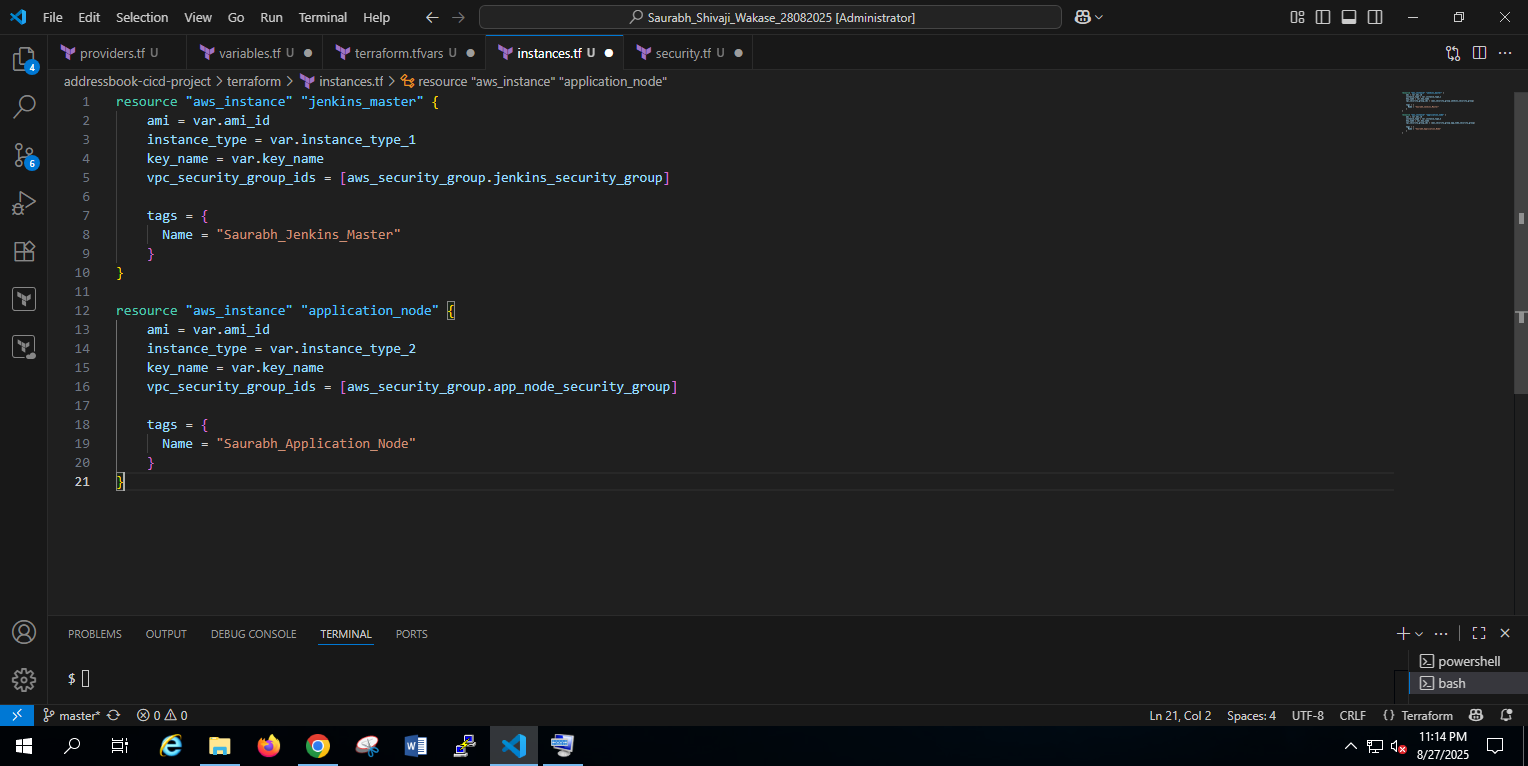 File Edit Selection View Go Run Terminal Help Saurabh_Shivaji_Wakase_28082025 [Administrator]
providers.tf U variables.tf U terraform.tfvars U instances.tf U security.tf U
addressbook-cicd-project > terraform > instances.tf > resource "aws_instance" "application_node"
1 resource "aws_instance" "jenkins_master" {
2 ami = var.ami_id
3 instance_type = var.instance_type_1
4 key_name = var.key_name
5 vpc_security_group_ids = [aws_security_group.jenkins_security_group]
6
7 tags = {
8 Name = "Saurabh_Jenkins_Master"
9 }
10 }
11
12 resource "aws_instance" "application_node" {
13 ami = var.ami_id
14 instance_type = var.instance_type_2
15 key_name = var.key_name
16 vpc_security_group_ids = [aws_security_group.app_node_security_group]
17
18 tags = {
19 Name = "Saurabh_Application_Node"
20 }
21 }
4
6
PROBLEMS OUTPUT DEBUG CONSOLE TERMINAL PORTS
$
powershell
bash
master* 0 0 Ln 21, Col 2 Spaces: 4 UTF-8 CRLF {} Terraform
11:14 PM
8/27/2025